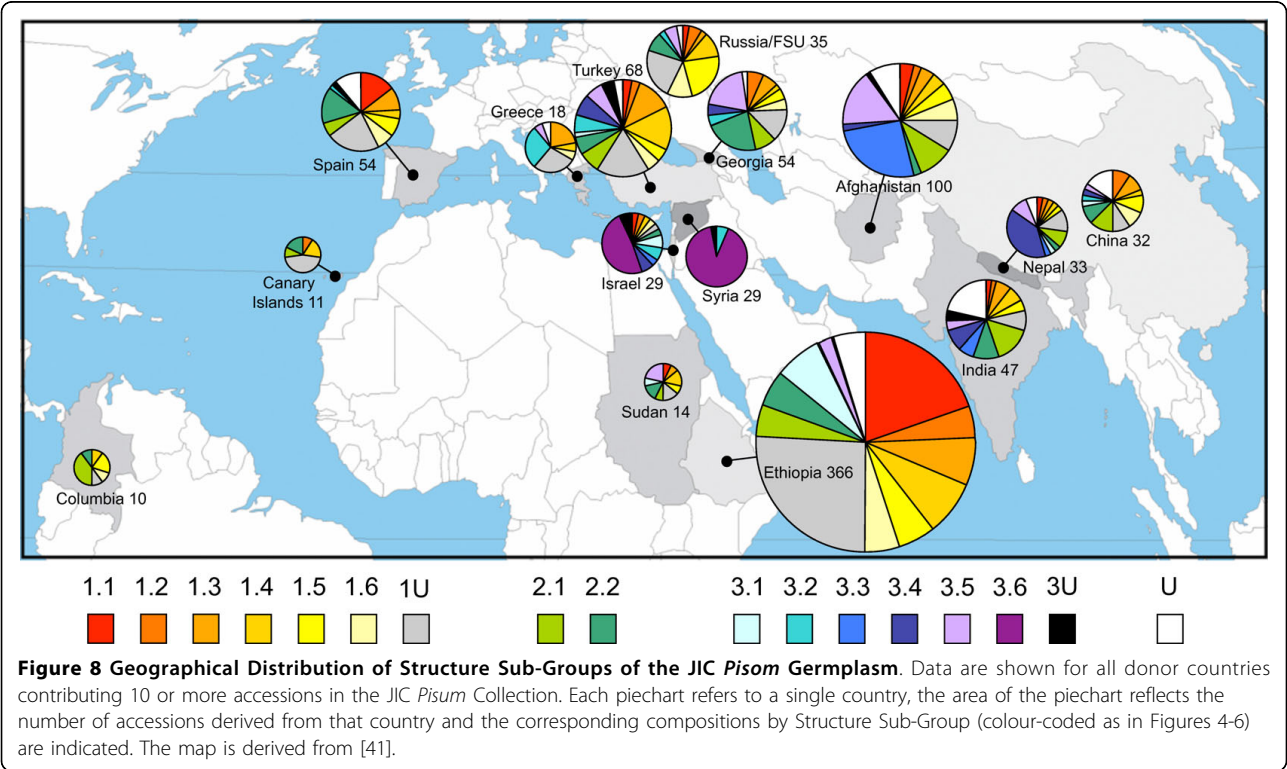 Russia/FSU 35
Turkey 68
Greece 18
Spain 54
Georgia 54
Afghanistan 100
China 32
Nepal 33
Israel 29
Syria 29
Canary
Islands 11
India 47
Sudan 14
Ethiopia 366
Columbia 10
1.1 1.2 1.3 1.4 1.5 1.6 1U 2.1 2.2 3.1 3.2 3.3 3.4 3.5 3.6 3U U
Figure 8 Geographical Distribution of Structure Sub-Groups of the JIC Pisom Germplasm. Data are shown for all donor countries
contributing 10 or more accessions in the JIC Pisum Collection. Each piechart refers to a single country, the area of the piechart reflects the
number of accessions derived from that country and the corresponding compositions by Structure Sub-Group (colour-coded as in Figures 4-6)
are indicated. The map is derived from [41].